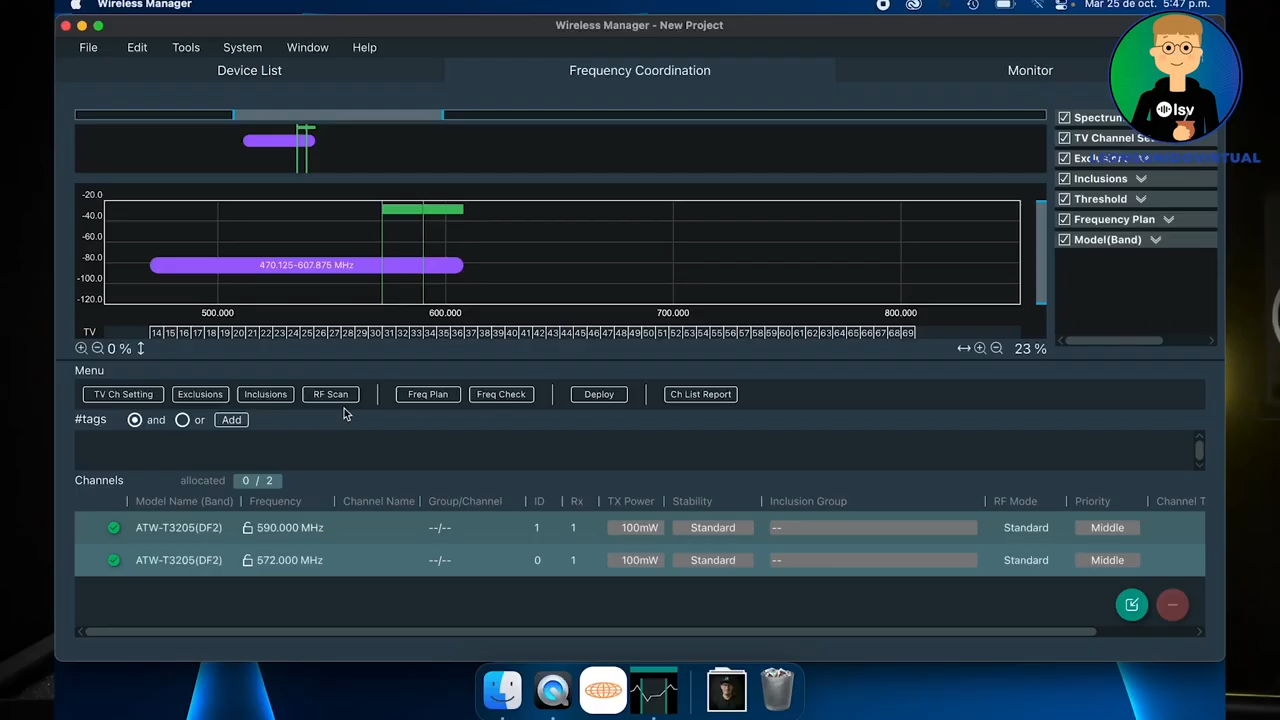 Wireless Manager
Mar 25 de oct. 5:47 p.m.
Wireless Manager - New Project
File Edit Tools System Window Help
Device List Frequency Coordination Monitor
lsv
Spectrum
TV Channel Se
Inclusions
Threshold
Frequency Plan
Model(Band)
-20.0
-40.0
-60.0
-80.0
-100.0
-120.0
470.125-607.875 MHz
500.000 600.000 700.000 800.000
TV 14 15 16 17 18 19 20 21 22 23 24 25 26 27 28 29 30 31 32 33 34 35 36 37 38 39 40 41 42 43 44 45 46 47 48 49 50 51 52 53 54 55 56 57 58 59 60 61 62 63 64 65 66 67 68 69
0 % 23 %
Menu
TV Ch Setting Exclusions Inclusions RF Scan Freq Plan Freq Check Deploy Ch List Report
#tags and or Add
Channels allocated 0 / 2
Model Name (Band) Frequency Channel Name Group/Channel ID Rx TX Power Stability Inclusion Group RF Mode Priority Channel T
ATW-T3205(DF2) 590.000 MHz --/-- 1 1 100mW Standard -- Standard Middle
ATW-T3205(DF2) 572.000 MHz --/-- 0 1 100mW Standard -- Standard Middle